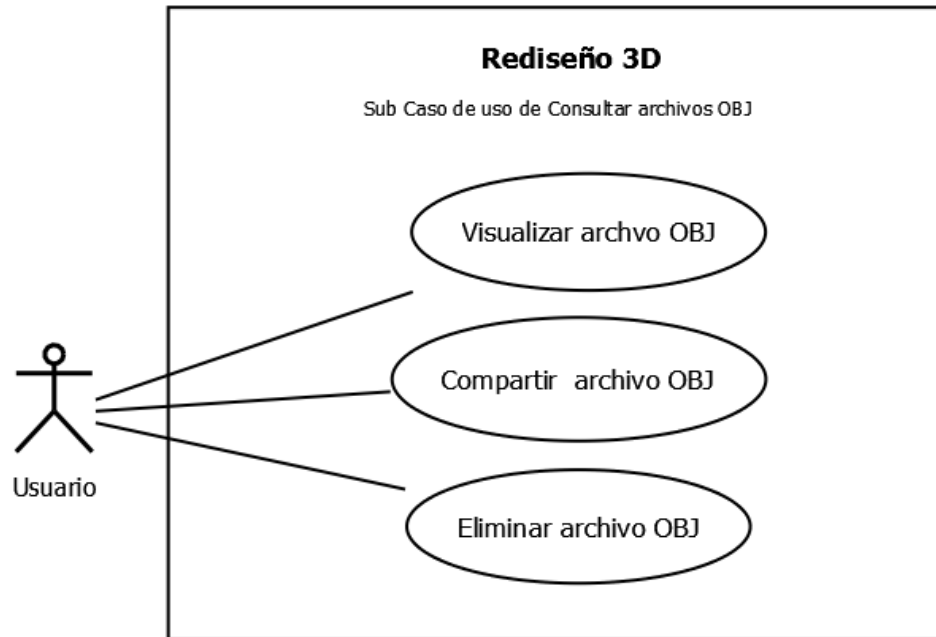 Rediseño 3D
Sub Caso de uso de Consultar archivos OBJ
Visualizar archvo OBJ
Compartir archivo OBJ
Usuario
Eliminar archivo OBJ